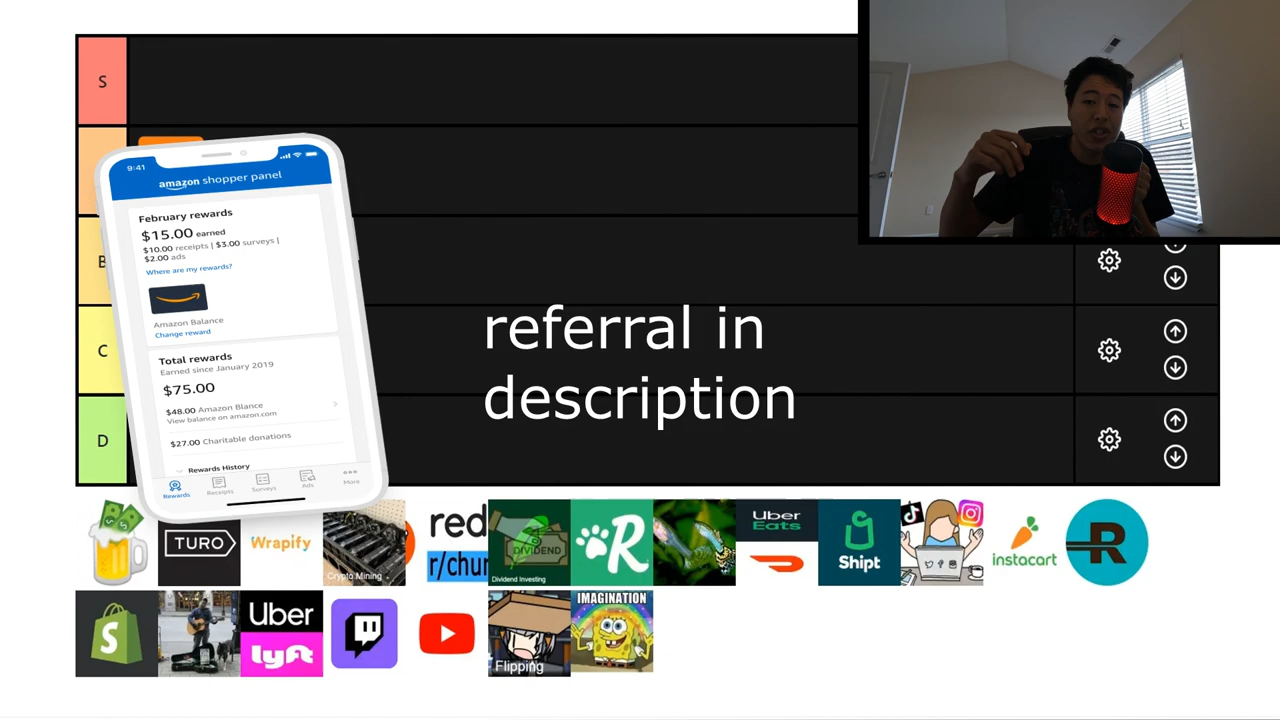 S
B
C
D
9:41
amazon shopper panel
February rewards
$15.00 earned
$10.00 receipts | $3.00 surveys |
$2.00 ads
Where are my rewards?
Amazon Balance
Change reward
Total rewards
Earned since January 2019
$75.00
$48.00 Amazon Blance
View balance on amazon.com
$27.00 Charitable donations
Rewards History
Rewards
Receipts
Surveys
Ads
More
referral in
description
TURO
Wrapify
Crypto Mining
red
r/chur
DIVIDEND
Dividend Investing
R
Uber
Eats
Shipt
instacart
R
S
Uber
lyft
Flipping
IMAGINATION